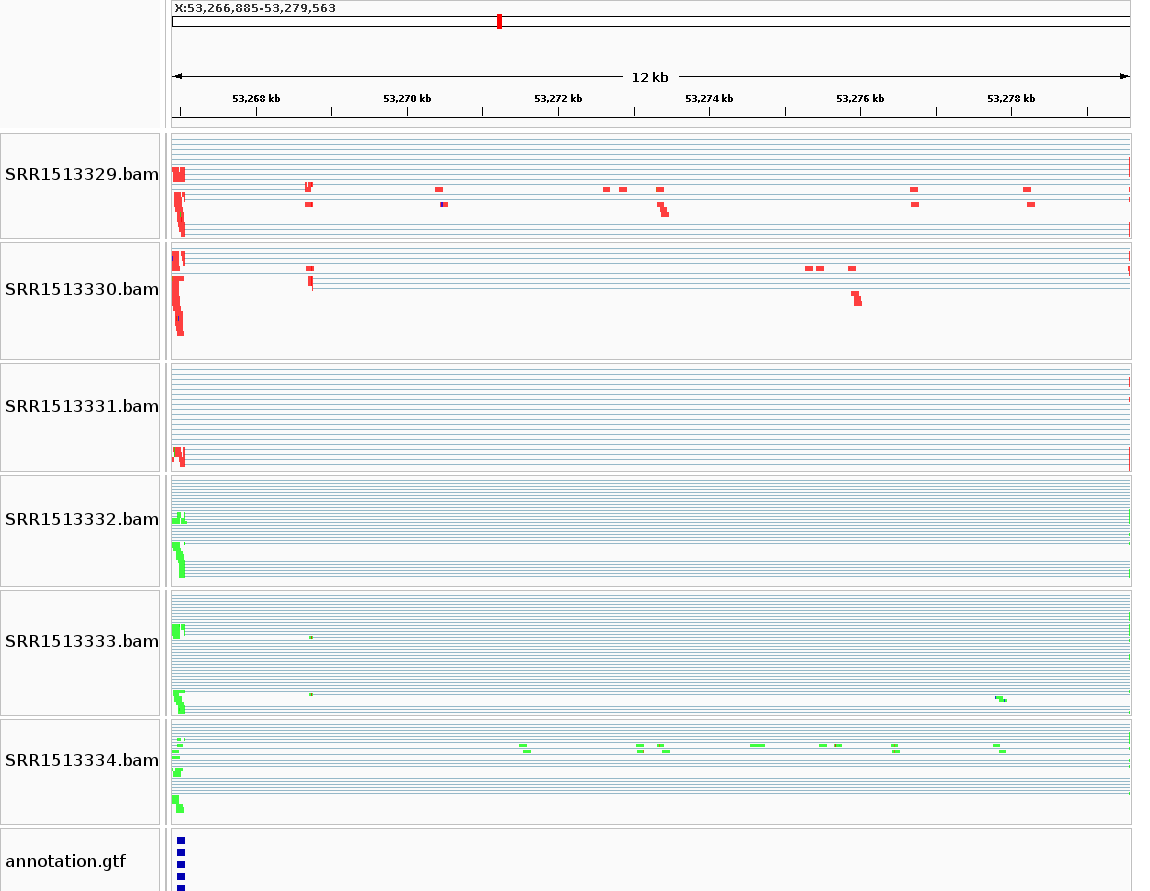 X:53,266,885-53,279,563
12 kb
53,268 kb 53,270 kb 53,272 kb 53,274 kb 53,276 kb 53,278 kb
SRR1513329.bam
SRR1513330.bam
SRR1513331.bam
SRR1513332.bam
SRR1513333.bam
SRR1513334.bam
annotation.gtf